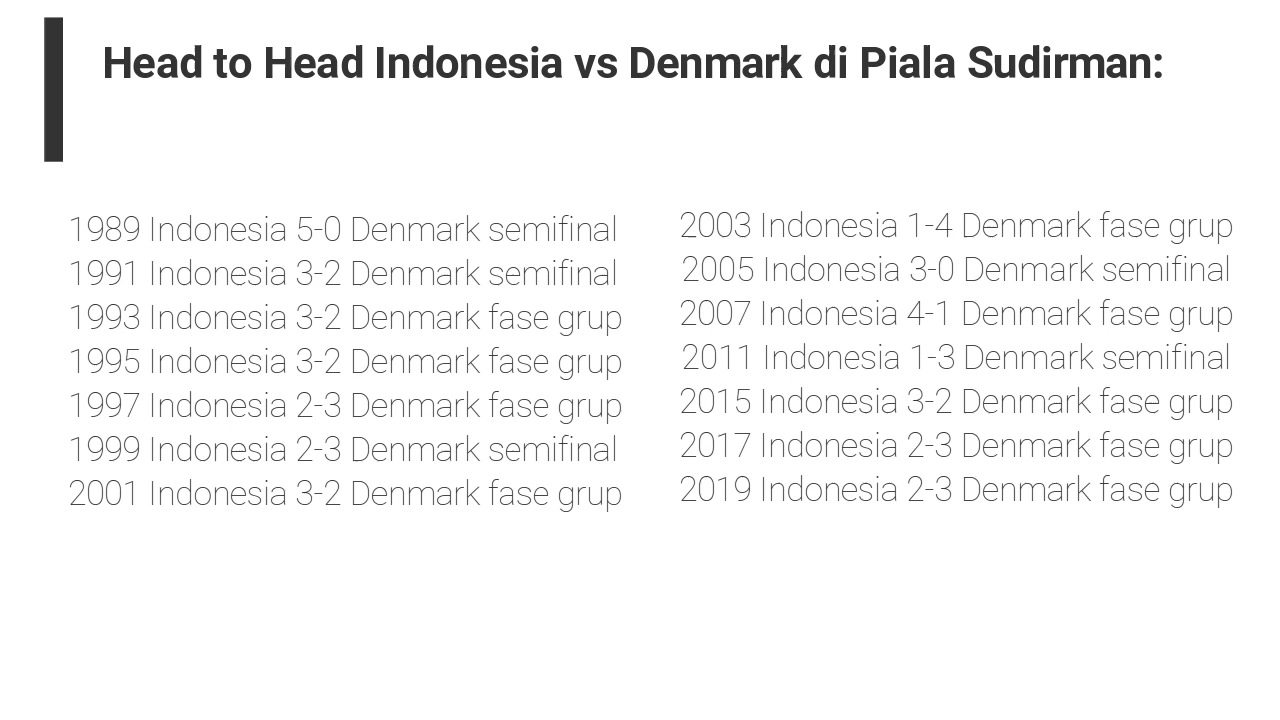 Head to Head Indonesia vs Denmark di Piala Sudirman:
1989 Indonesia 5-0 Denmark semifinal
1991 Indonesia 3-2 Denmark semifinal
1993 Indonesia 3-2 Denmark fase grup
1995 Indonesia 3-2 Denmark fase grup
1997 Indonesia 2-3 Denmark fase grup
1999 Indonesia 2-3 Denmark semifinal
2001 Indonesia 3-2 Denmark fase grup
2003 Indonesia 1-4 Denmark fase grup
2005 Indonesia 3-0 Denmark semifinal
2007 Indonesia 4-1 Denmark fase grup
2011 Indonesia 1-3 Denmark semifinal
2015 Indonesia 3-2 Denmark fase grup
2017 Indonesia 2-3 Denmark fase grup
2019 Indonesia 2-3 Denmark fase grup